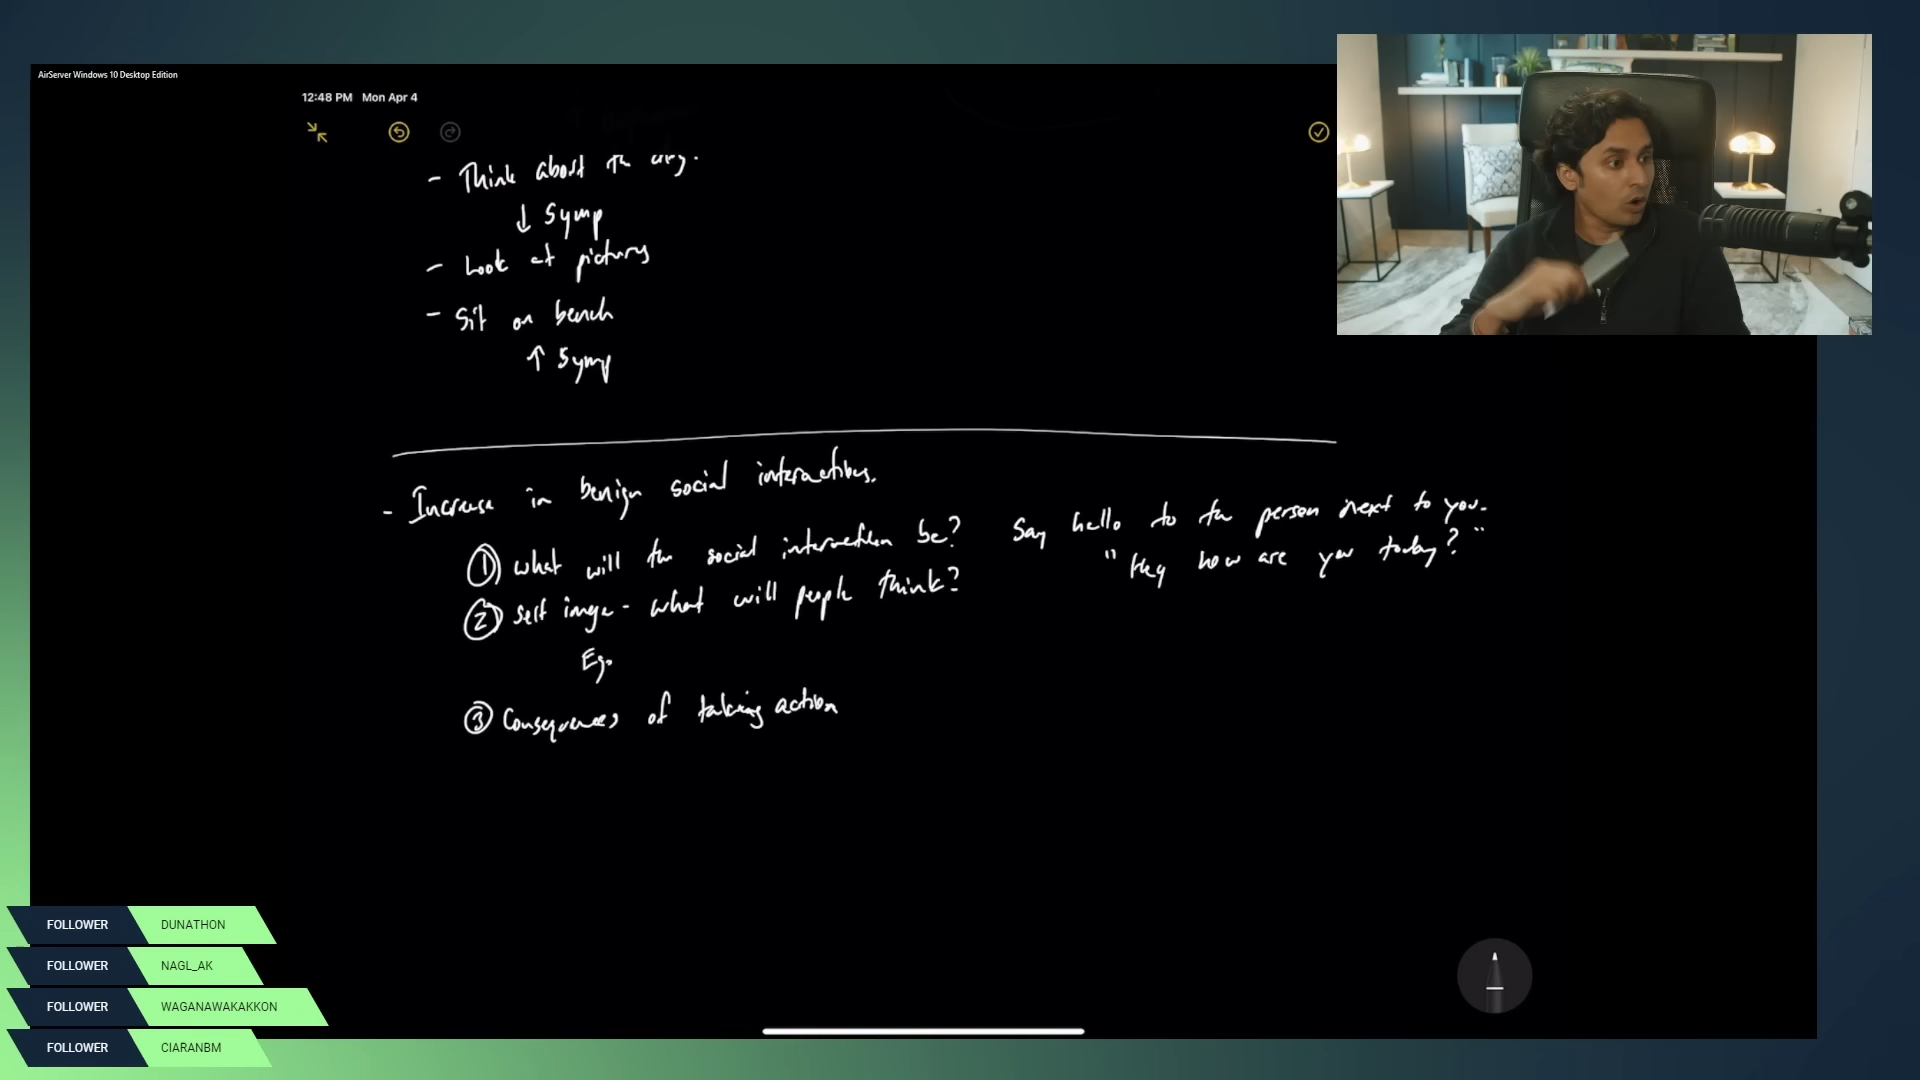 AirServer Windows 10 Desktop Edition
12:48 PM Mon Apr 4
- Think about the
↓ Symp
- Look at pictures
- Sit on bench
↑ Symp
- Increase in benign social interactions.
① what will the social interaction be? Say hello to the person next to you.
"Hey how are you today?"
② Self image - what will people think?
Eg.
③ Consequences of taking action
FOLLOWER DUNATHON
FOLLOWER NAGL_AK
FOLLOWER WAGANAWAKAKKON
FOLLOWER CIARANBM